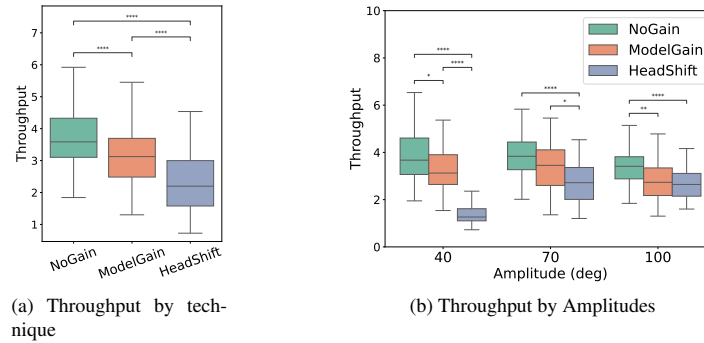 Throughput
7
6
5
4
3
2
1
****
****
****
NoGain
ModelGain
HeadShift
(a) Throughput by tech-
nique
Throughput
10
8
6
4
2
0
****
*
****
****
*
****
**
NoGain
ModelGain
HeadShift
40
70
100
Amplitude (deg)
(b) Throughput by Amplitudes